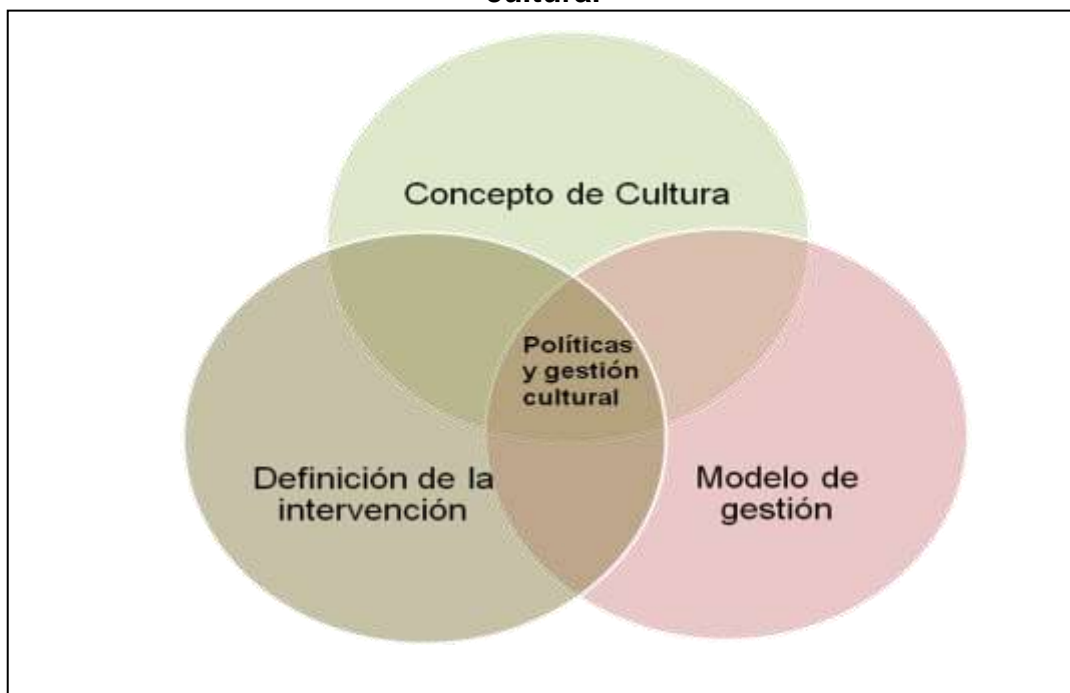 cultural
Concepto de Cultura
Políticas
y gestión
cultural
Definición de la
intervención
Modelo de
gestión